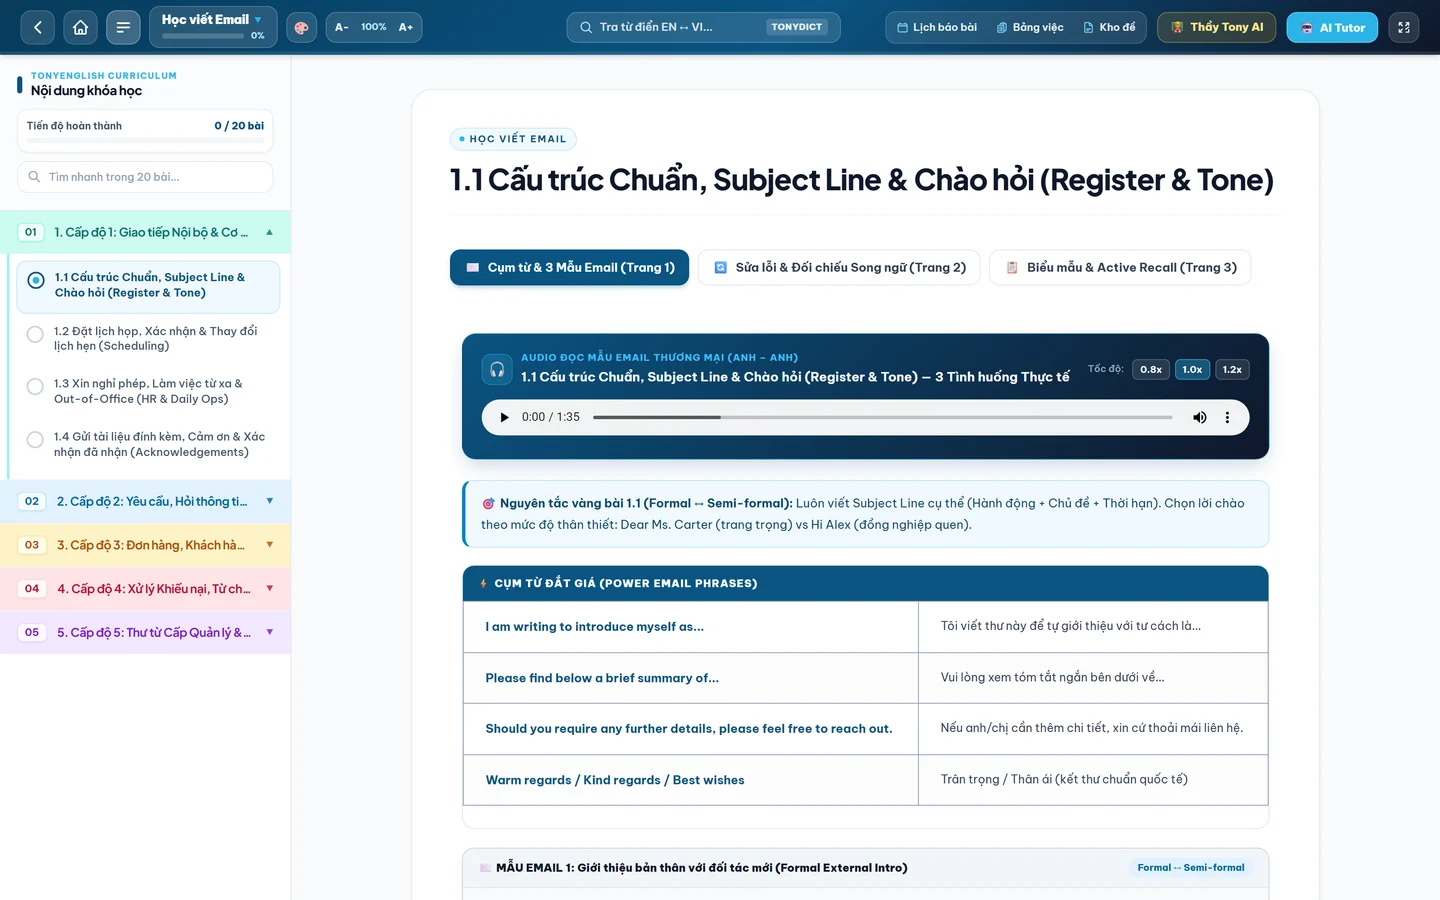 Học viết Email ▼
0%
A- 100% A+
Tra từ điển EN ↔ VI... TONYDICT
Lịch báo bài
Bảng việc
Kho đề
Thầy Tony AI
AI Tutor
TONYENGLISH CURRICULUM
Nội dung khóa học
Tiến độ hoàn thành 0 / 20 bài
Tìm nhanh trong 20 bài...
01 1. Cấp độ 1: Giao tiếp Nội bộ & Cơ ... ▲
1.1 Cấu trúc Chuẩn, Subject Line &
Chào hỏi (Register & Tone)
1.2 Đặt lịch họp, Xác nhận & Thay đổi
lịch hẹn (Scheduling)
1.3 Xin nghỉ phép, Làm việc từ xa &
Out-of-Office (HR & Daily Ops)
1.4 Gửi tài liệu đính kèm, Cảm ơn & Xác
nhận đã nhận (Acknowledgements)
02 2. Cấp độ 2: Yêu cầu, Hỏi thông ti... ▼
03 3. Cấp độ 3: Đơn hàng, Khách hà... ▼
04 4. Cấp độ 4: Xử lý Khiếu nại, Từ ch... ▼
05 5. Cấp độ 5: Thư từ Cấp Quản lý & ... ▼
HỌC VIẾT EMAIL
1.1 Cấu trúc Chuẩn, Subject Line & Chào hỏi (Register & Tone)
Cụm từ & 3 Mẫu Email (Trang 1)
Sửa lỗi & Đối chiếu Song ngữ (Trang 2)
Biểu mẫu & Active Recall (Trang 3)
AUDIO ĐỌC MẪU EMAIL THƯƠNG MẠI (ANH – ANH)
1.1 Cấu trúc Chuẩn, Subject Line & Chào hỏi (Register & Tone) — 3 Tình huống Thực tế
Tốc độ: 0.8x 1.0x 1.2x
0:00 / 1:35
Nguyên tắc vàng bài 1.1 (Formal ↔ Semi-formal): Luôn viết Subject Line cụ thể (Hành động + Chủ đề + Thời hạn). Chọn lời chào
theo mức độ thân thiết: Dear Ms. Carter (trang trọng) vs Hi Alex (đồng nghiệp quen).
CỤM TỪ ĐẮT GIÁ (POWER EMAIL PHRASES)
I am writing to introduce myself as... Tôi viết thư này để tự giới thiệu với tư cách là...
Please find below a brief summary of... Vui lòng xem tóm tắt ngắn bên dưới về...
Should you require any further details, please feel free to reach out. Nếu anh/chị cần thêm chi tiết, xin cứ thoải mái liên hệ.
Warm regards / Kind regards / Best wishes Trân trọng / Thân ái (kết thư chuẩn quốc tế)
MẪU EMAIL 1: Giới thiệu bản thân với đối tác mới (Formal External Intro) Formal ↔ Semi-formal